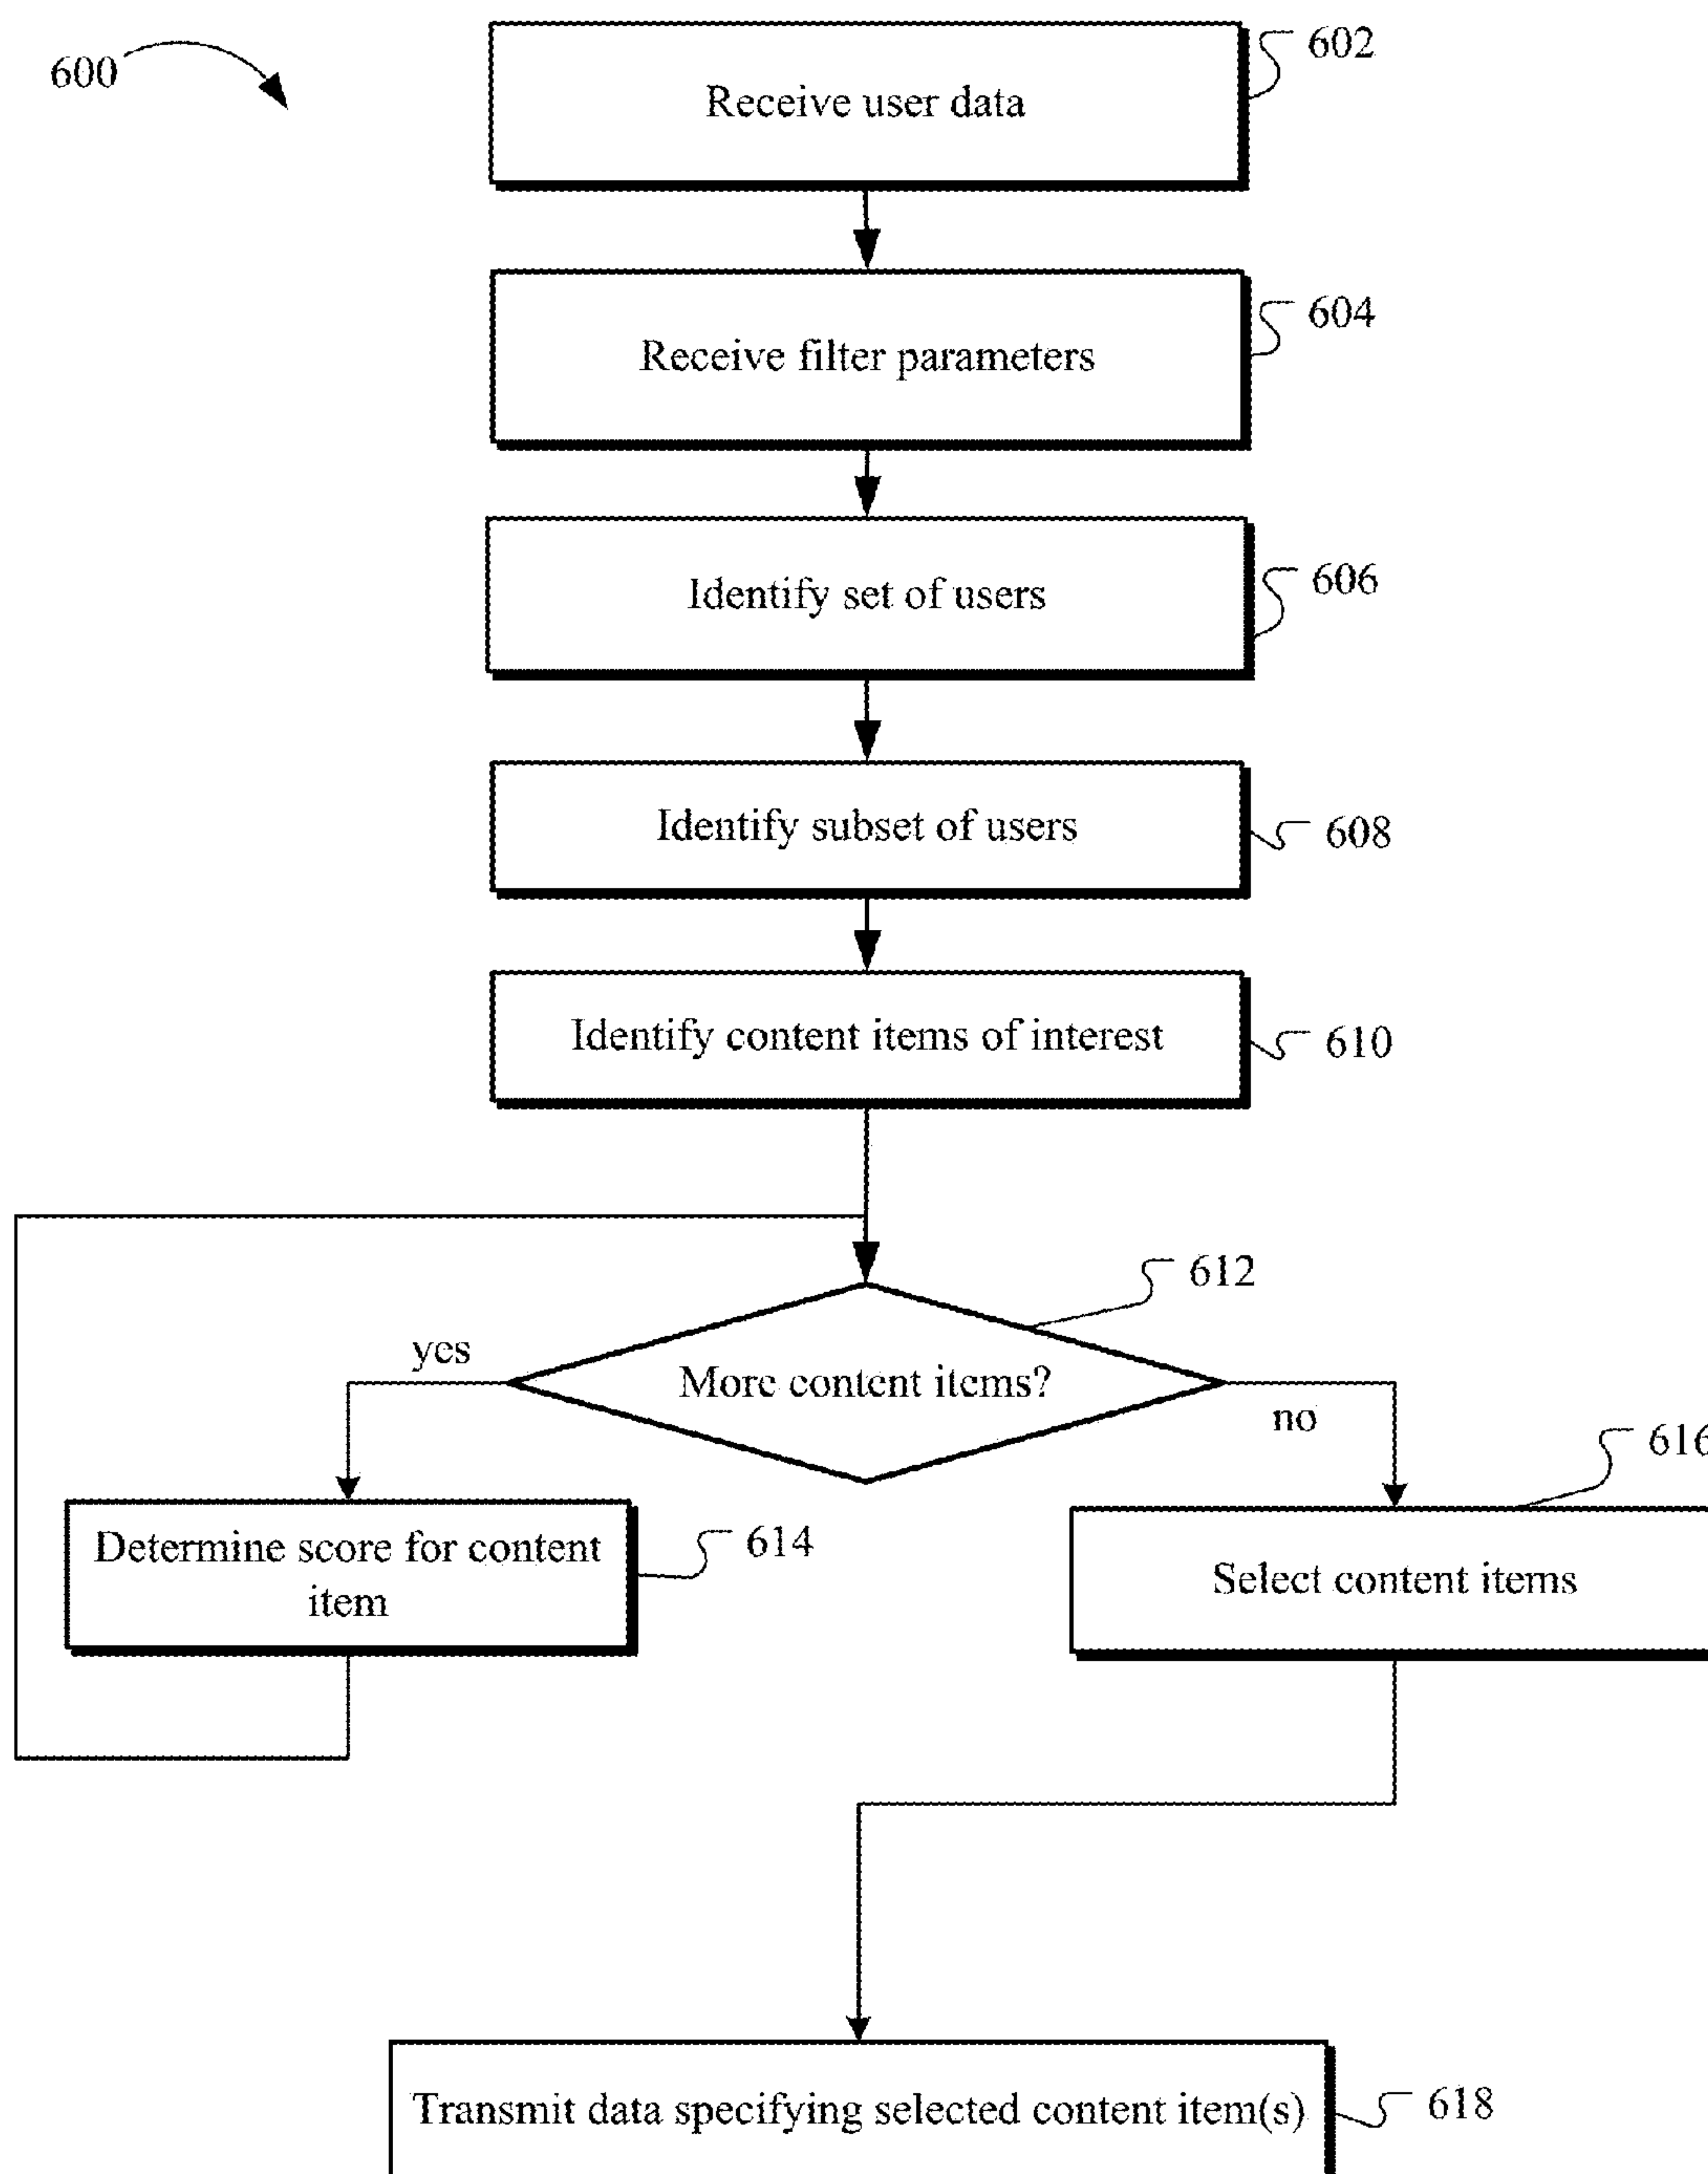 600
602
Receive user data
604
Receive filter parameters
606
Identify set of users
608
Identify subset of users
610
Identify content items of interest
612
yes
More content items?
no
616
Determine score for content
item
614
Select content items
Transmit data specifying selected content item(s)
618